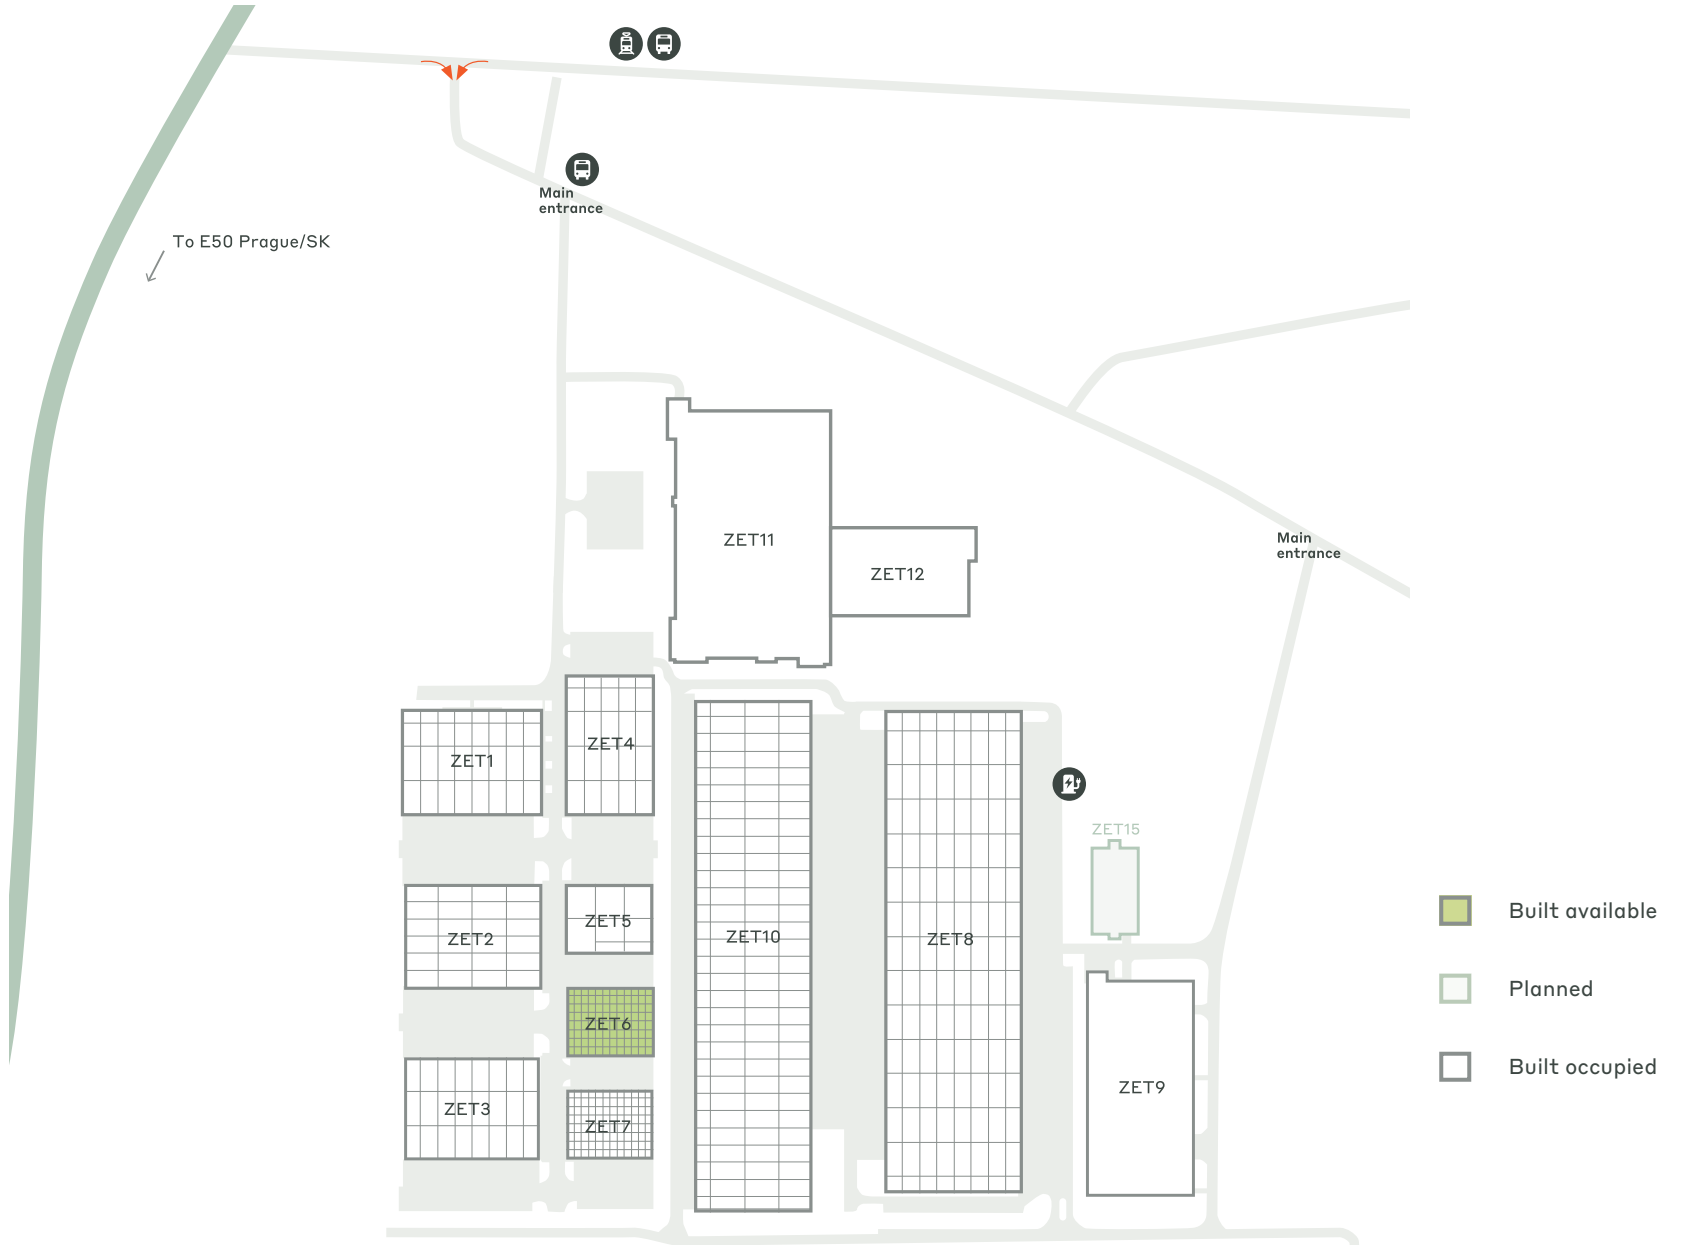 Main
entrance
To E50 Prague/SK
Main
entrance
ZET11
ZET12
ZET4
ZET1
ZET15
ZET5
ZET2
ZET10
ZET8
ZET6
ZET3
ZET7
ZET9
Built available
Planned
Built occupied